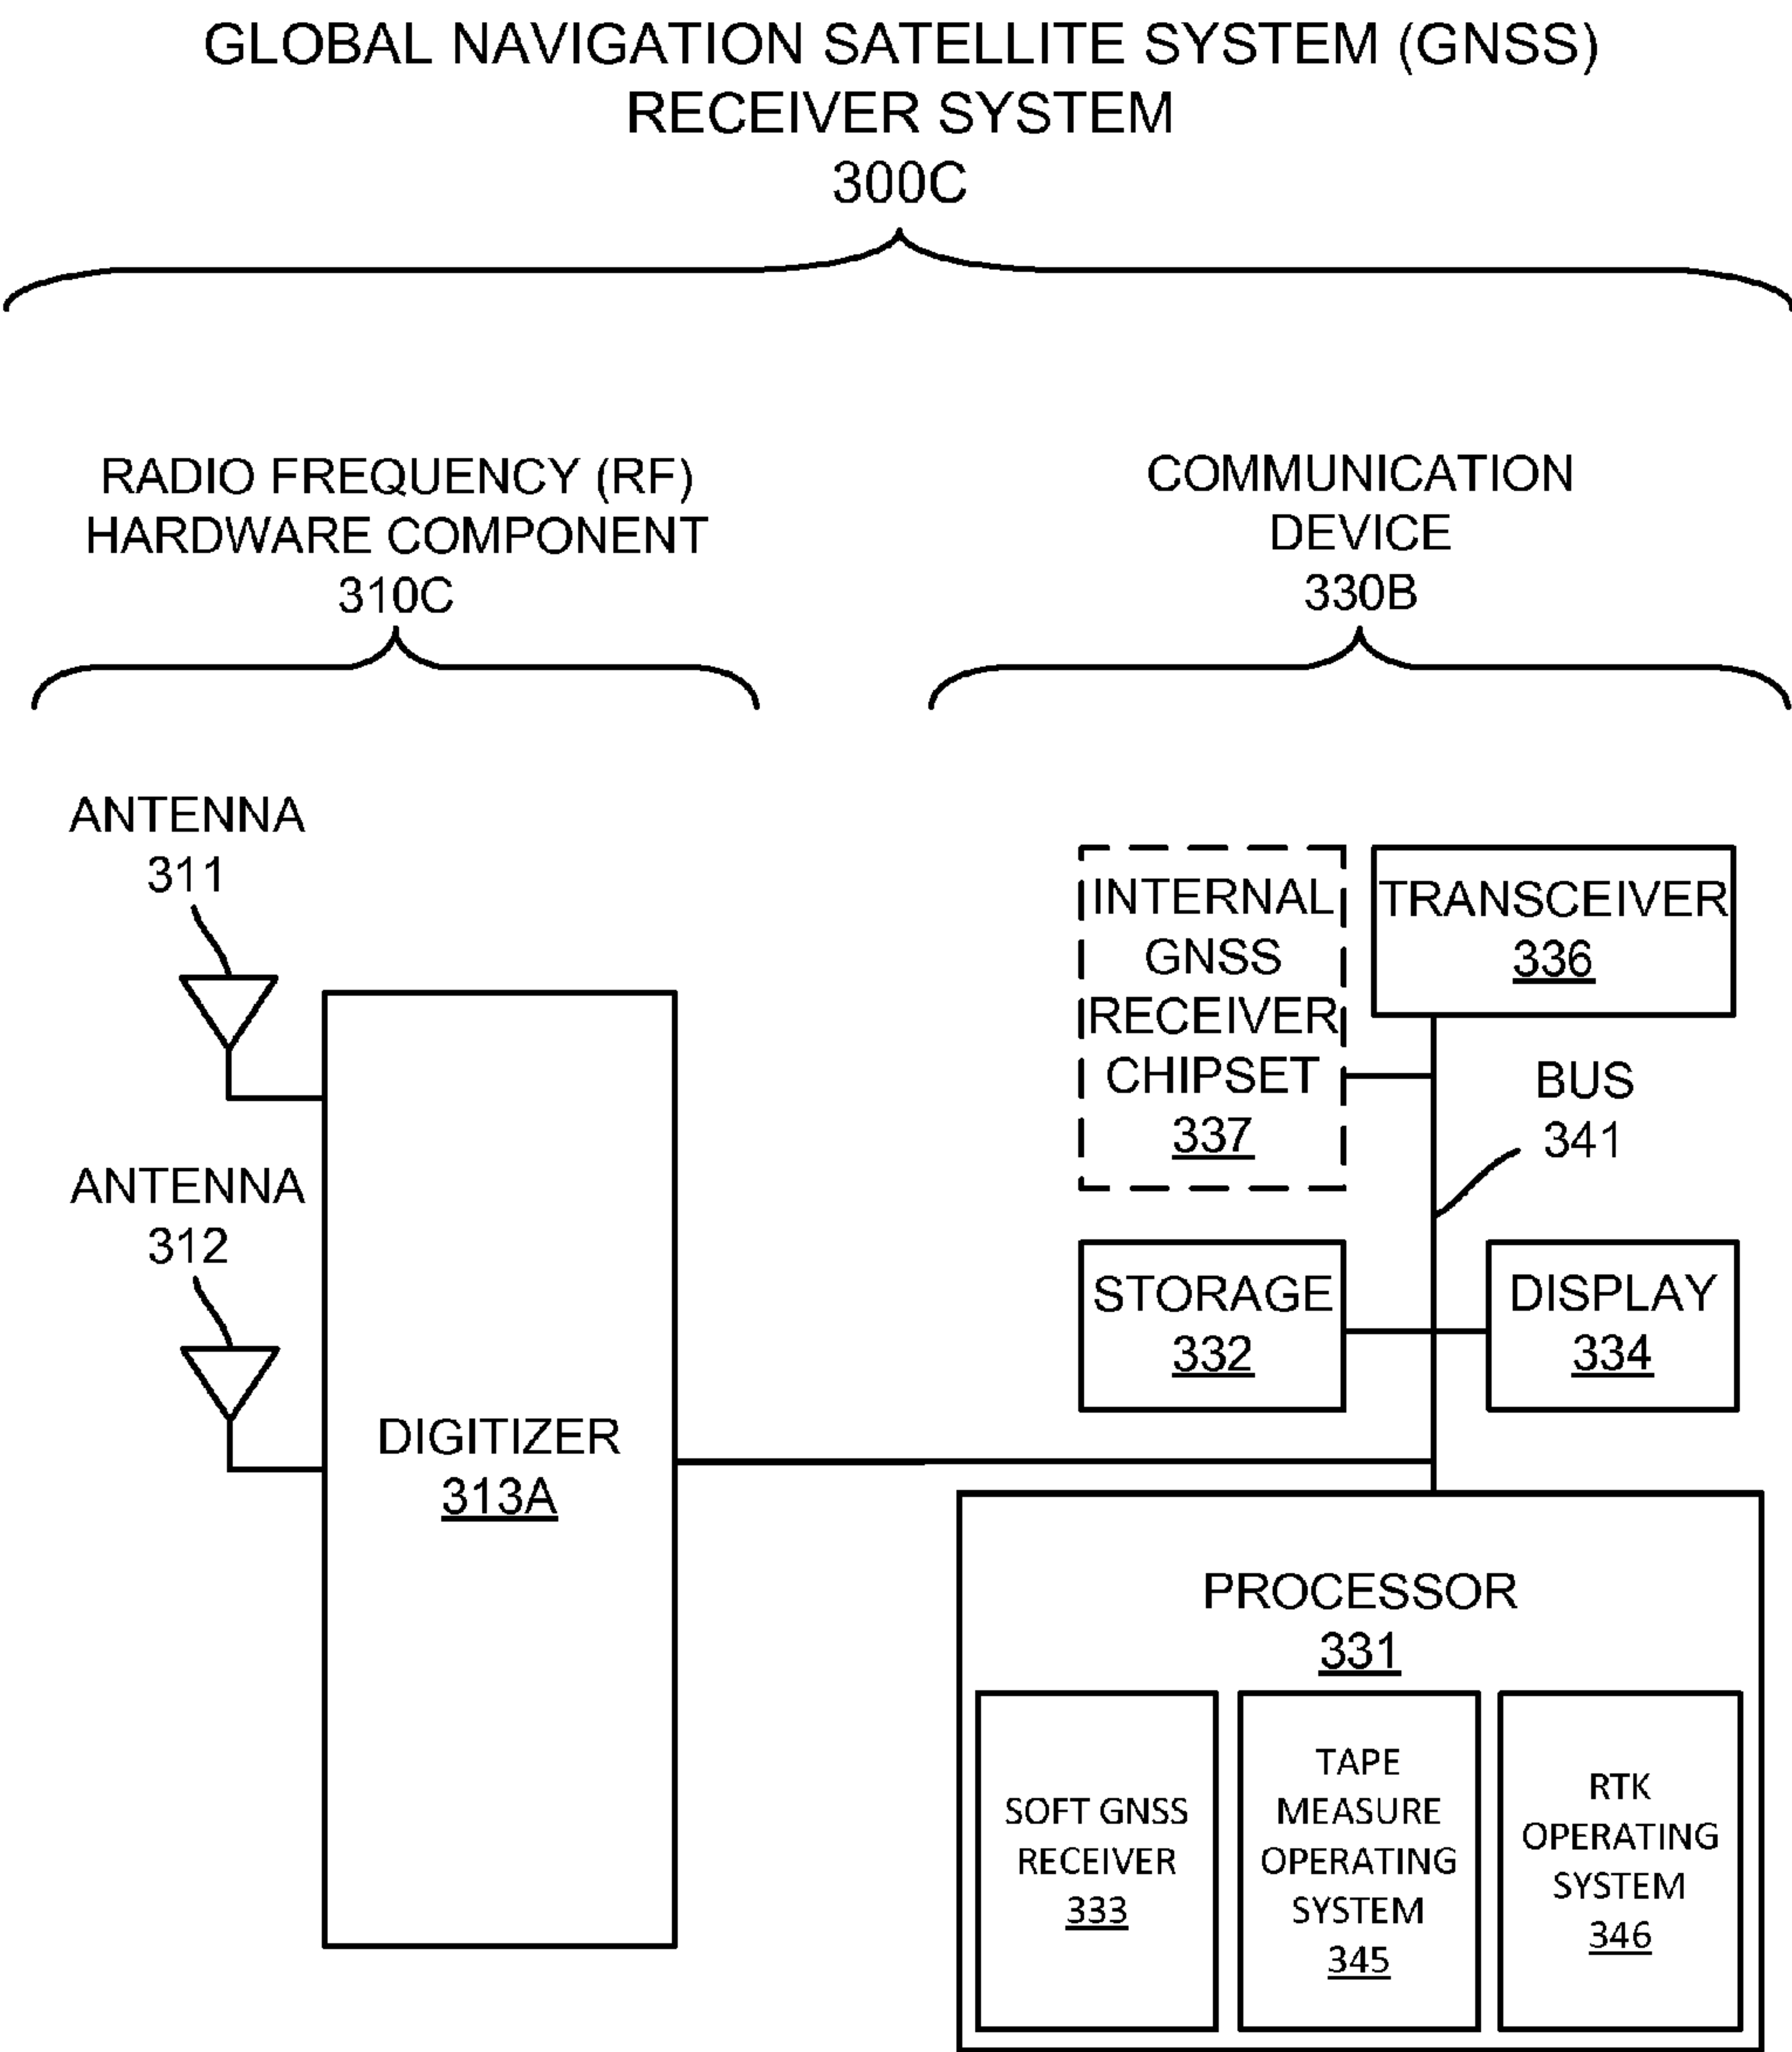 GLOBAL NAVIGATION SATELLITE SYSTEM (GNSS)
RECEIVER SYSTEM
300C
RADIO FREQUENCY (RF)
HARDWARE COMPONENT
310C
COMMUNICATION
DEVICE
330B
ANTENNA
311
ANTENNA
312
DIGITIZER
313A
INTERNAL
GNSS
RECEIVER
CHIPSET
337
TRANSCEIVER
336
BUS
341
STORAGE
332
DISPLAY
334
PROCESSOR
331
SOFT GNSS
RECEIVER
333
TAPE
MEASURE
OPERATING
SYSTEM
345
RTK
OPERATING
SYSTEM
346